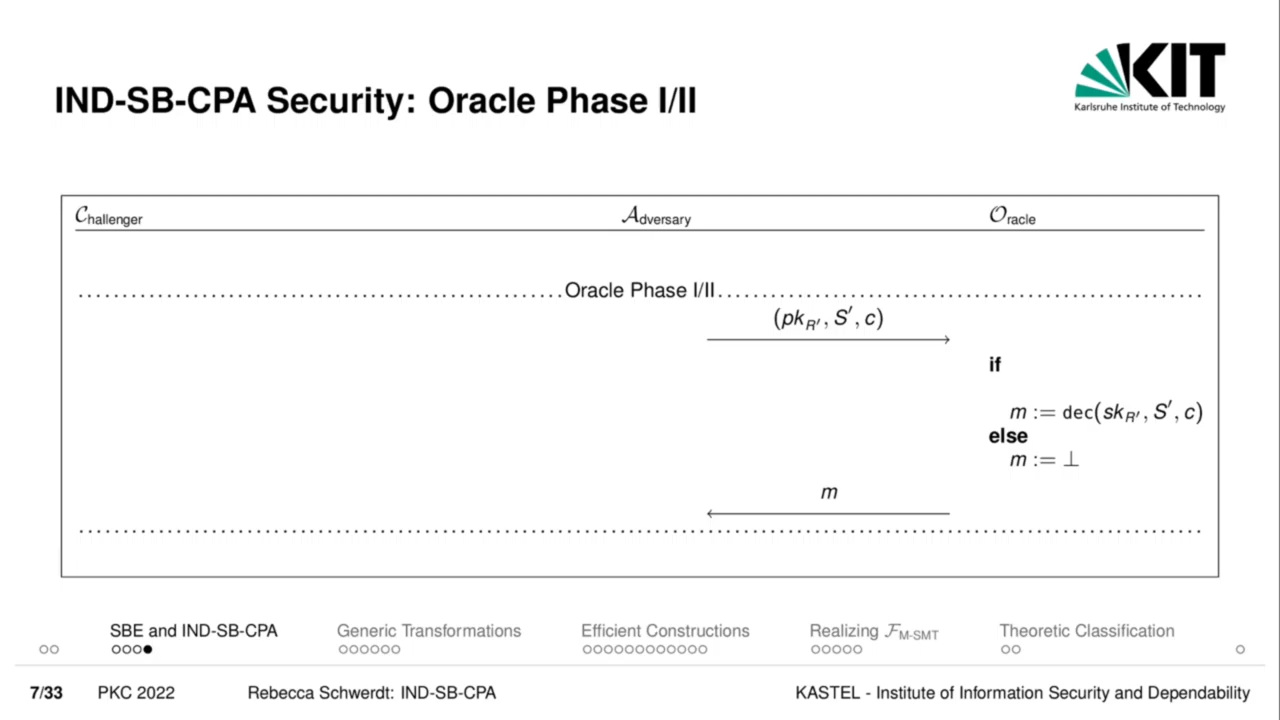 KIT
Karlsruhe Institute of Technology
IND-SB-CPA Security: Oracle Phase I/II
Challenger Adversary Oracle
Oracle Phase I/II
(pk_R′, S′, c)
if
m := dec(sk_R′, S′, c)
else
m := ⊥
m
SBE and IND-SB-CPA Generic Transformations Efficient Constructions Realizing F_M-SMT Theoretic Classification
7/33 PKC 2022 Rebecca Schwerdt: IND-SB-CPA KASTEL - Institute of Information Security and Dependability